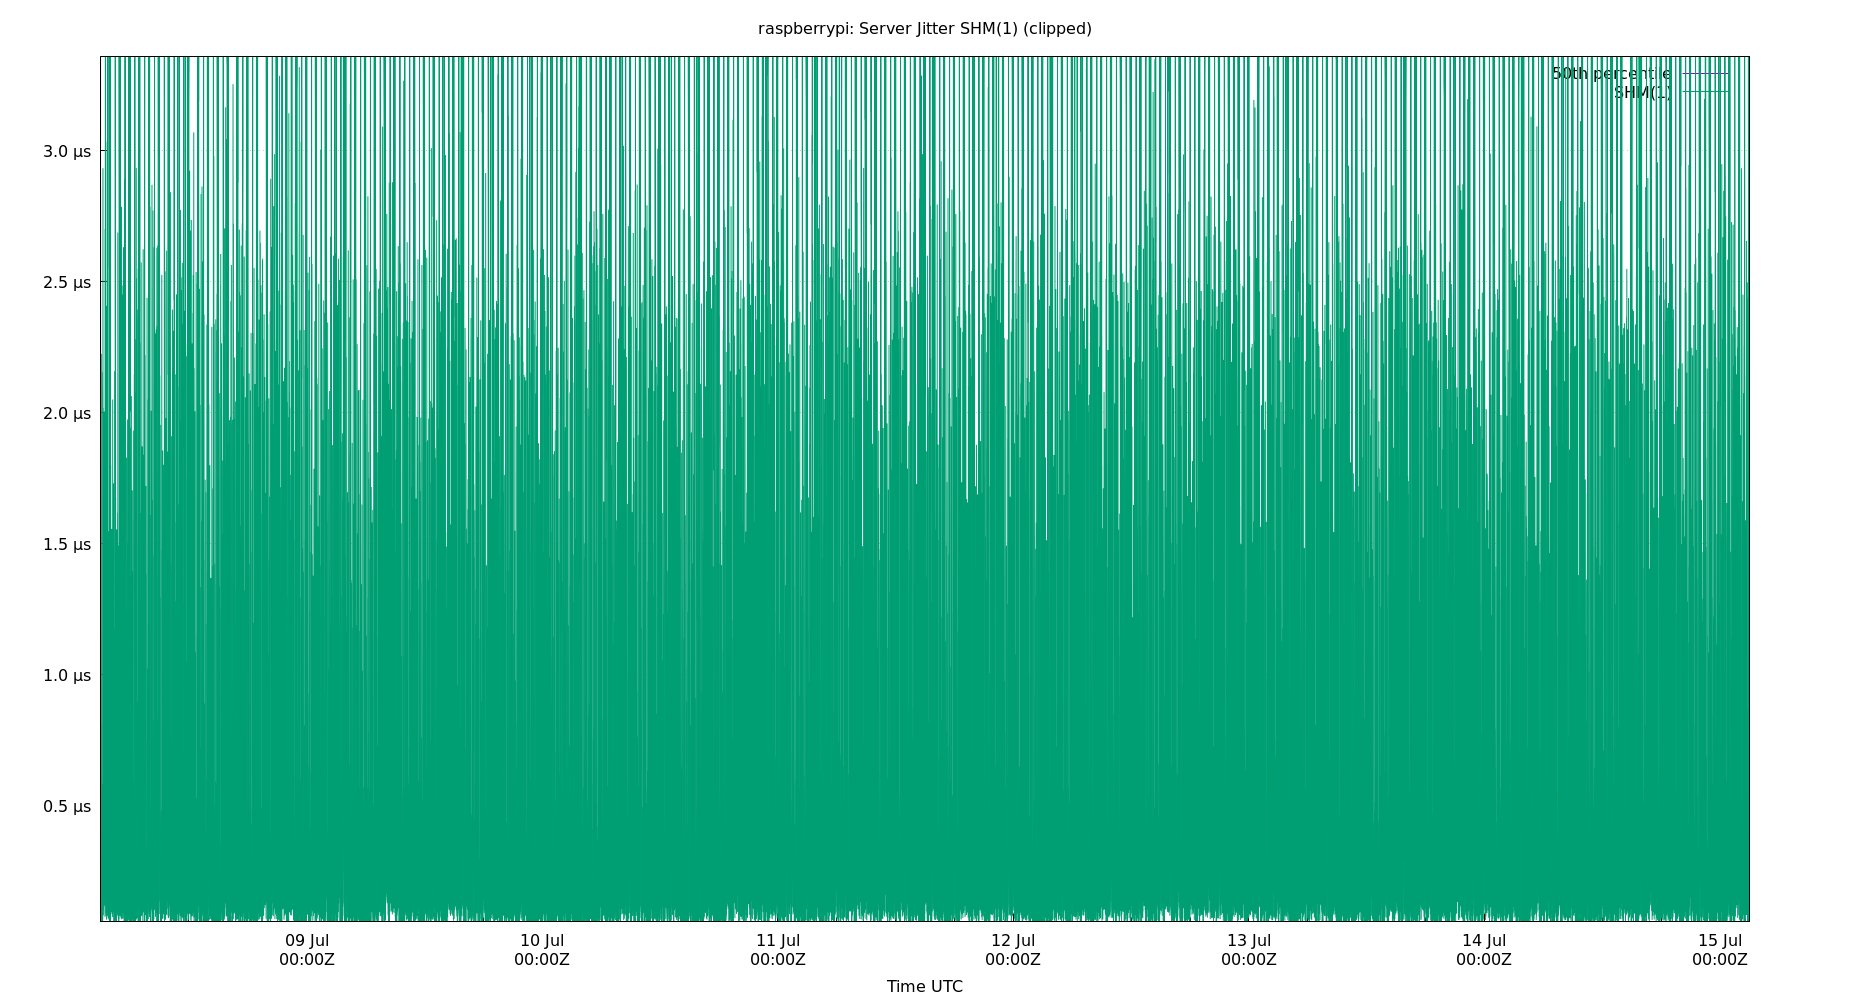 raspberrypi: Server Jitter SHM(1) (clipped)
50th percentile
SHM(1)
3.0 µs
2.5 µs
2.0 µs
1.5 µs
1.0 µs
0.5 µs
09 Jul 10 Jul 11 Jul 12 Jul 13 Jul 14 Jul 15 Jul
00:00Z 00:00Z 00:00Z 00:00Z 00:00Z 00:00Z 00:00Z
Time UTC